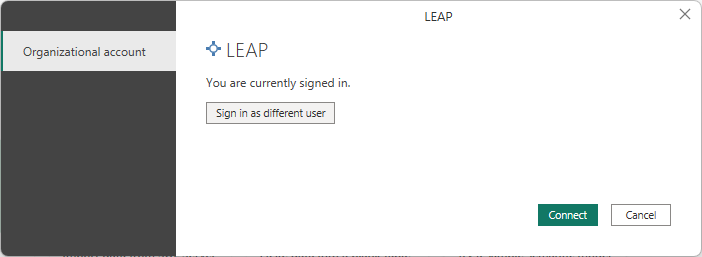 LEAP
Organizational account
LEAP
You are currently signed in.
Sign in as different user
Connect
Cancel